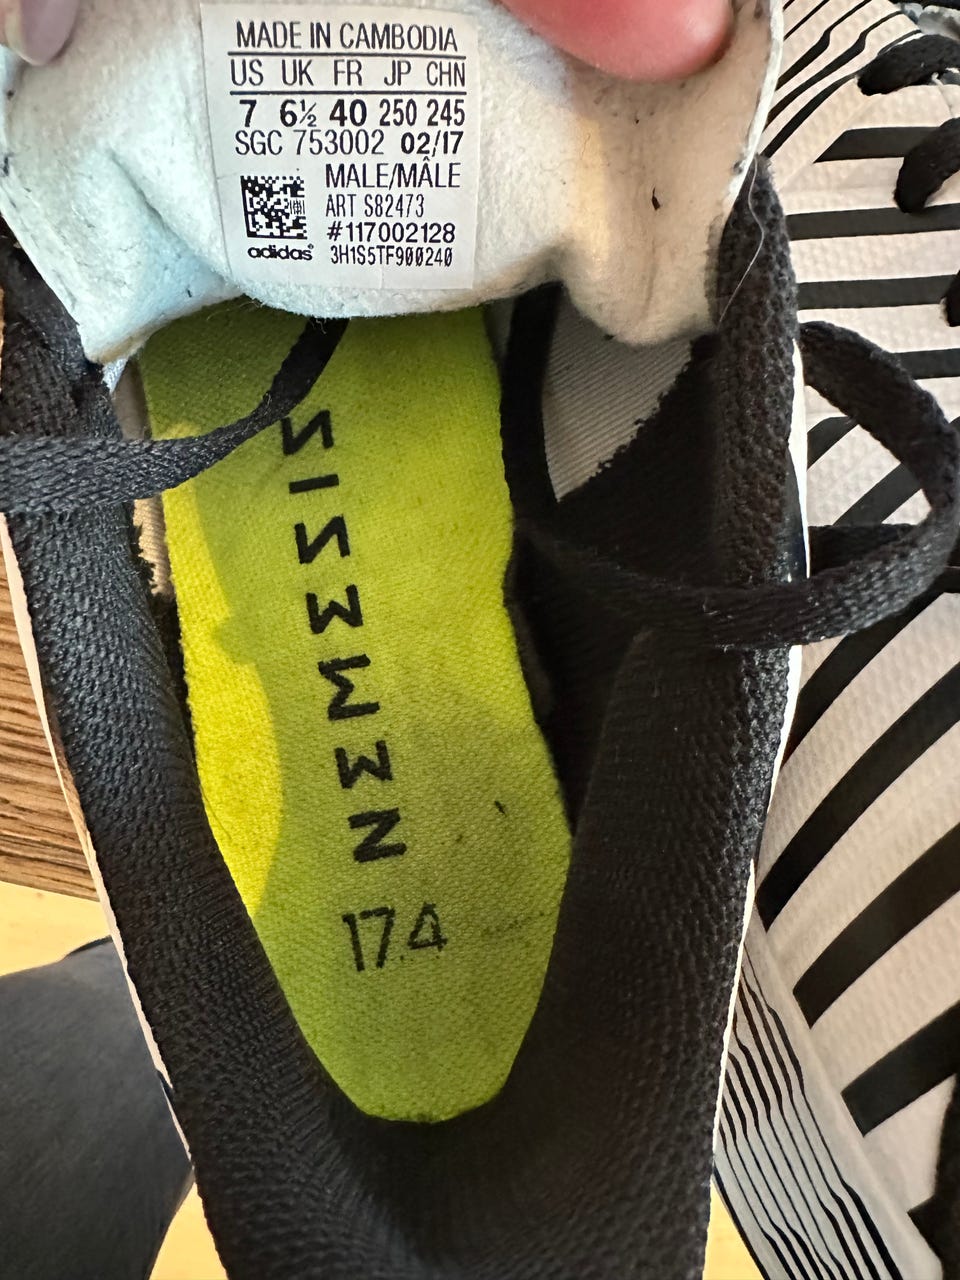 MADE IN CAMBODIA
US UK FR JP CHN
7 6½ 40 250 245
SGC 753002 02/17
MALE/MÂLE
ART S82473
#117002128
adidas® 3H1S5TF900240
NEMEZIZ
17.4